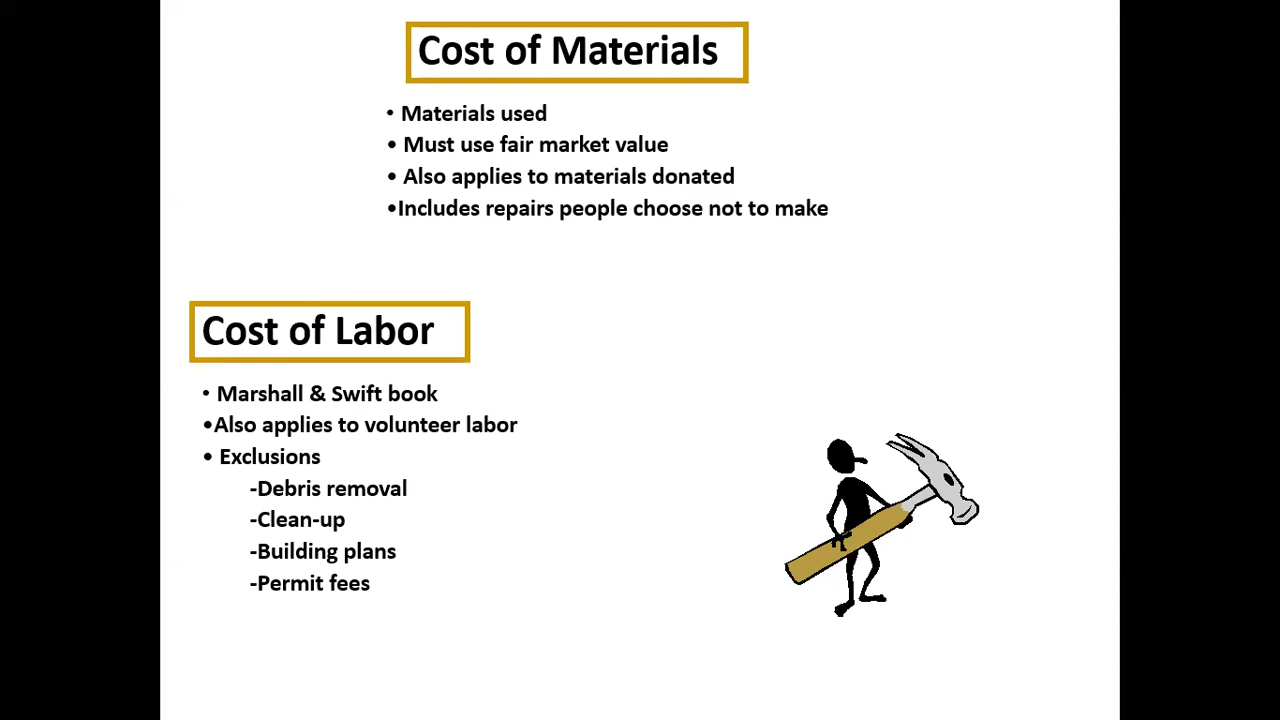 Cost of Materials
• Materials used
• Must use fair market value
• Also applies to materials donated
•Includes repairs people choose not to make
Cost of Labor
• Marshall & Swift book
•Also applies to volunteer labor
• Exclusions
-Debris removal
-Clean-up
-Building plans
-Permit fees